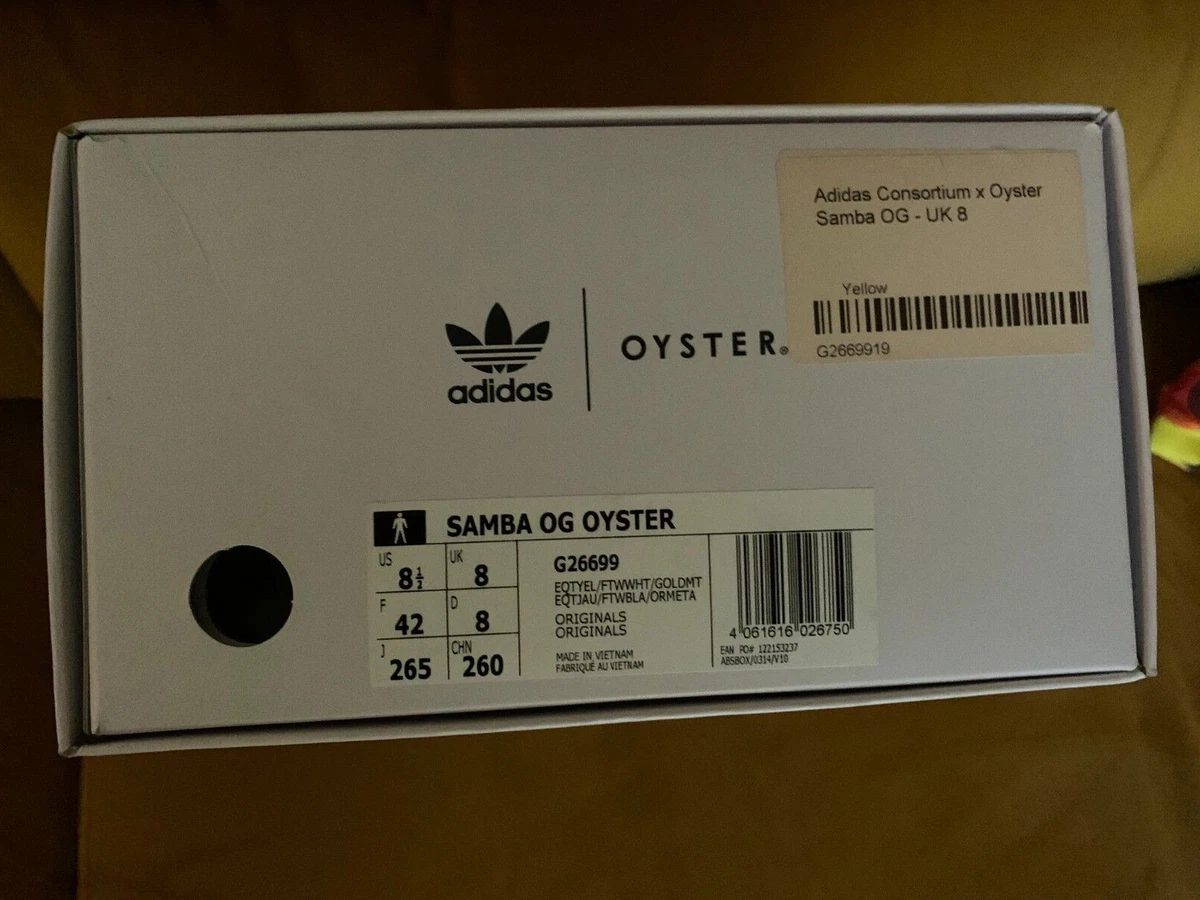 Adidas Consortium x Oyster
Samba OG - UK 8
Yellow
G2669919
adidas
OYSTER®
SAMBA OG OYSTER
US 8½
UK 8
F 42
D 8
J 265
CHN 260
G26699
EQTYEL/FTWWHT/GOLDMT
EQTJAU/FTWBLA/ORMETA
ORIGINALS
ORIGINALS
MADE IN VIETNAM
FABRIQUÉ AU VIETNAM
4 061616 026750
EAN PO# 122153237
ABSBOX/0314/V10